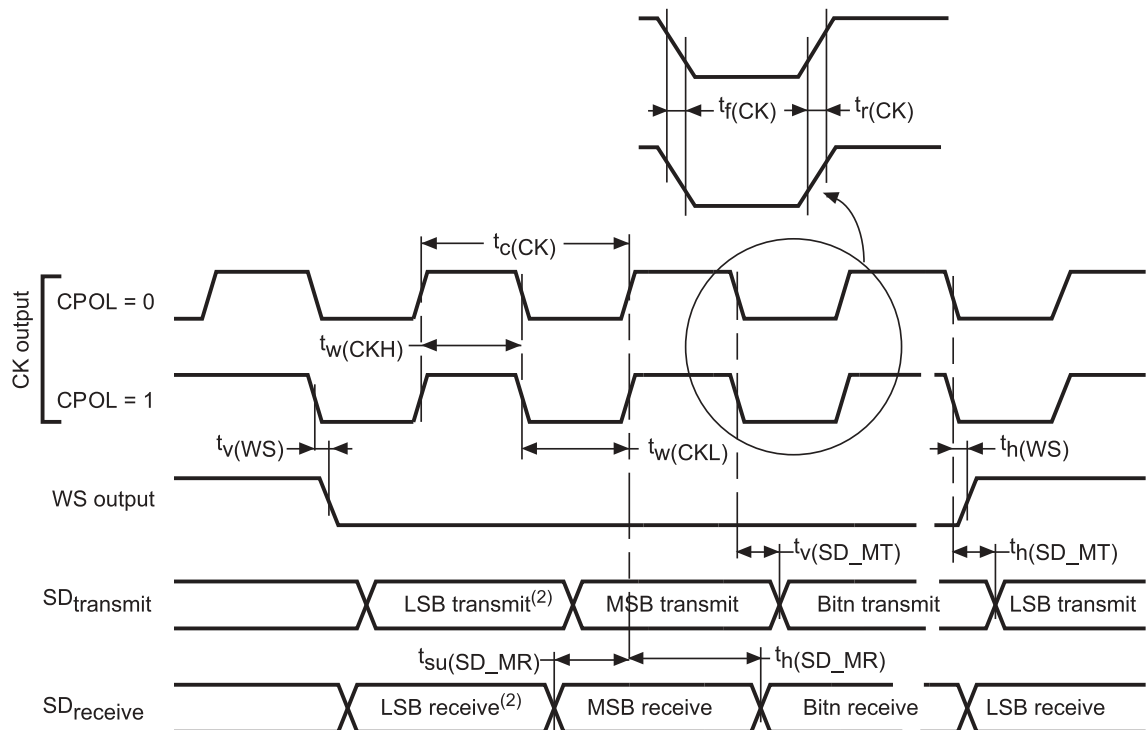 tf(CK)
tr(CK)
tc(CK)
CK output
CPOL = 0
tw(CKH)
CPOL = 1
tv(WS)
tw(CKL)
th(WS)
WS output
tv(SD_MT)
th(SD_MT)
SDtransmit
LSB transmit(2)
MSB transmit
Bitn transmit
LSB transmit
tsu(SD_MR)
th(SD_MR)
SDreceive
LSB receive(2)
MSB receive
Bitn receive
LSB receive